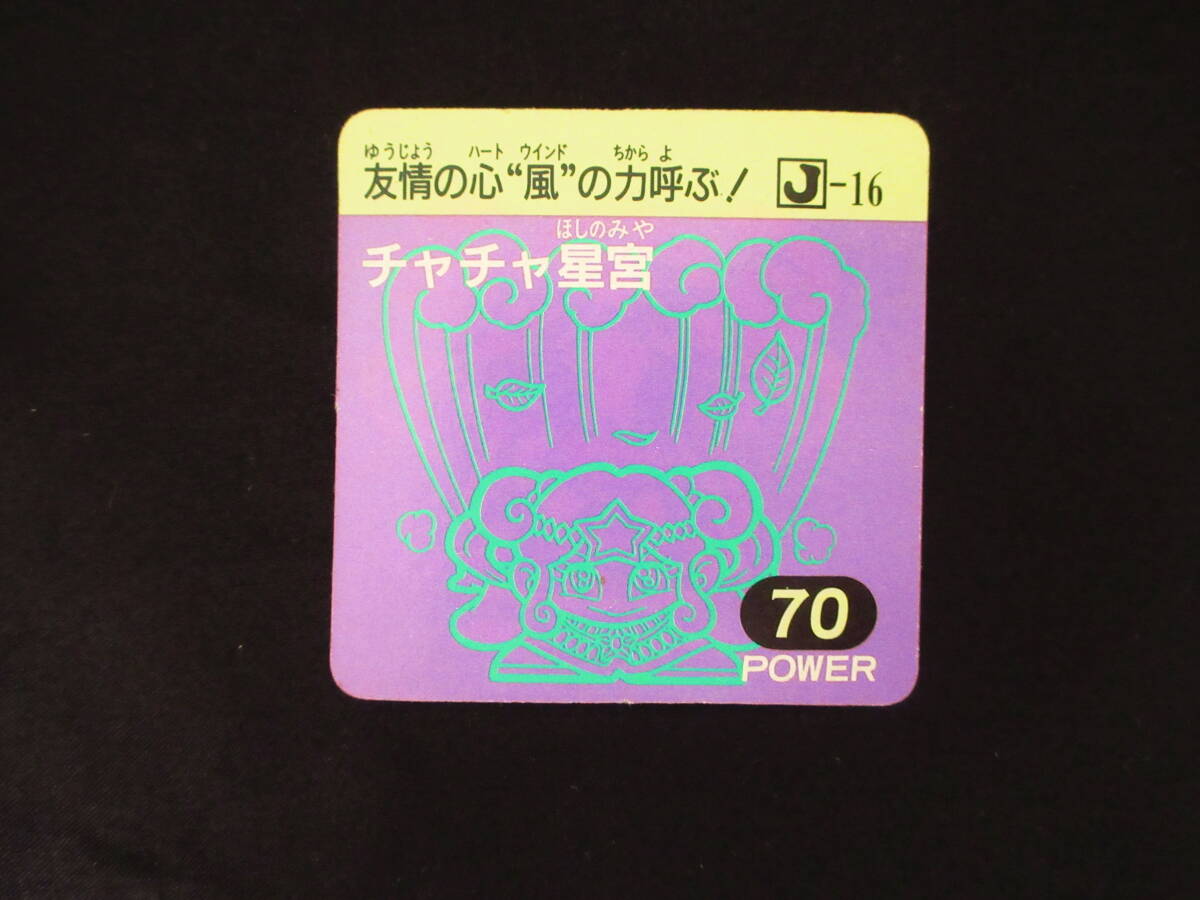 ゆうじょう ハート ウインド ちから よ
友情の心“風”の力呼ぶ! J-16
ほしのみや
チャチャ星宮
70
POWER